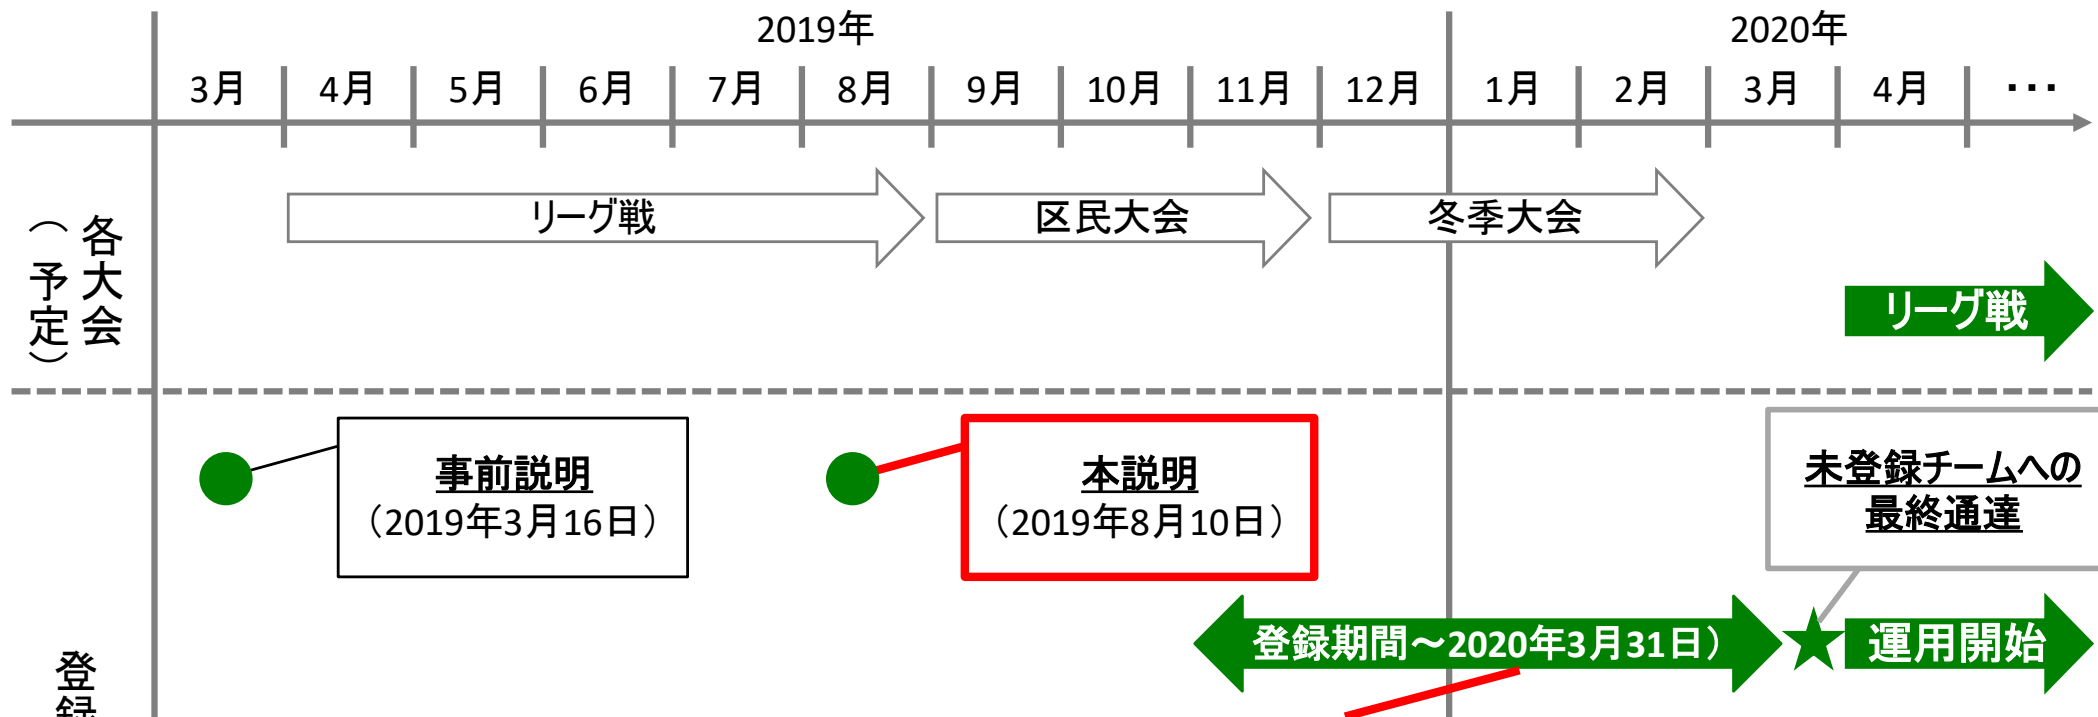 2019年
2020年
3月 4月 5月 6月 7月 8月 9月 10月 11月 12月 1月 2月 3月 4月 ･･･
各大会
（予定）
リーグ戦
区民大会
冬季大会
リーグ戦
事前説明
（2019年3月16日）
本説明
（2019年8月10日）
未登録チームへの
最終通達
登録期間～2020年3月31日）
運用開始
登録